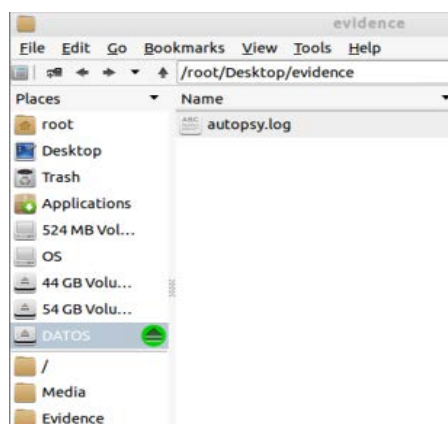 evidence
File Edit Go Bookmarks View Tools Help
/root/Desktop/evidence
Places Name
root
autopsy.log
Desktop
Trash
Applications
524 MB Vol...
OS
44 GB Volu...
54 GB Volu...
DATOS
/
Media
Evidence